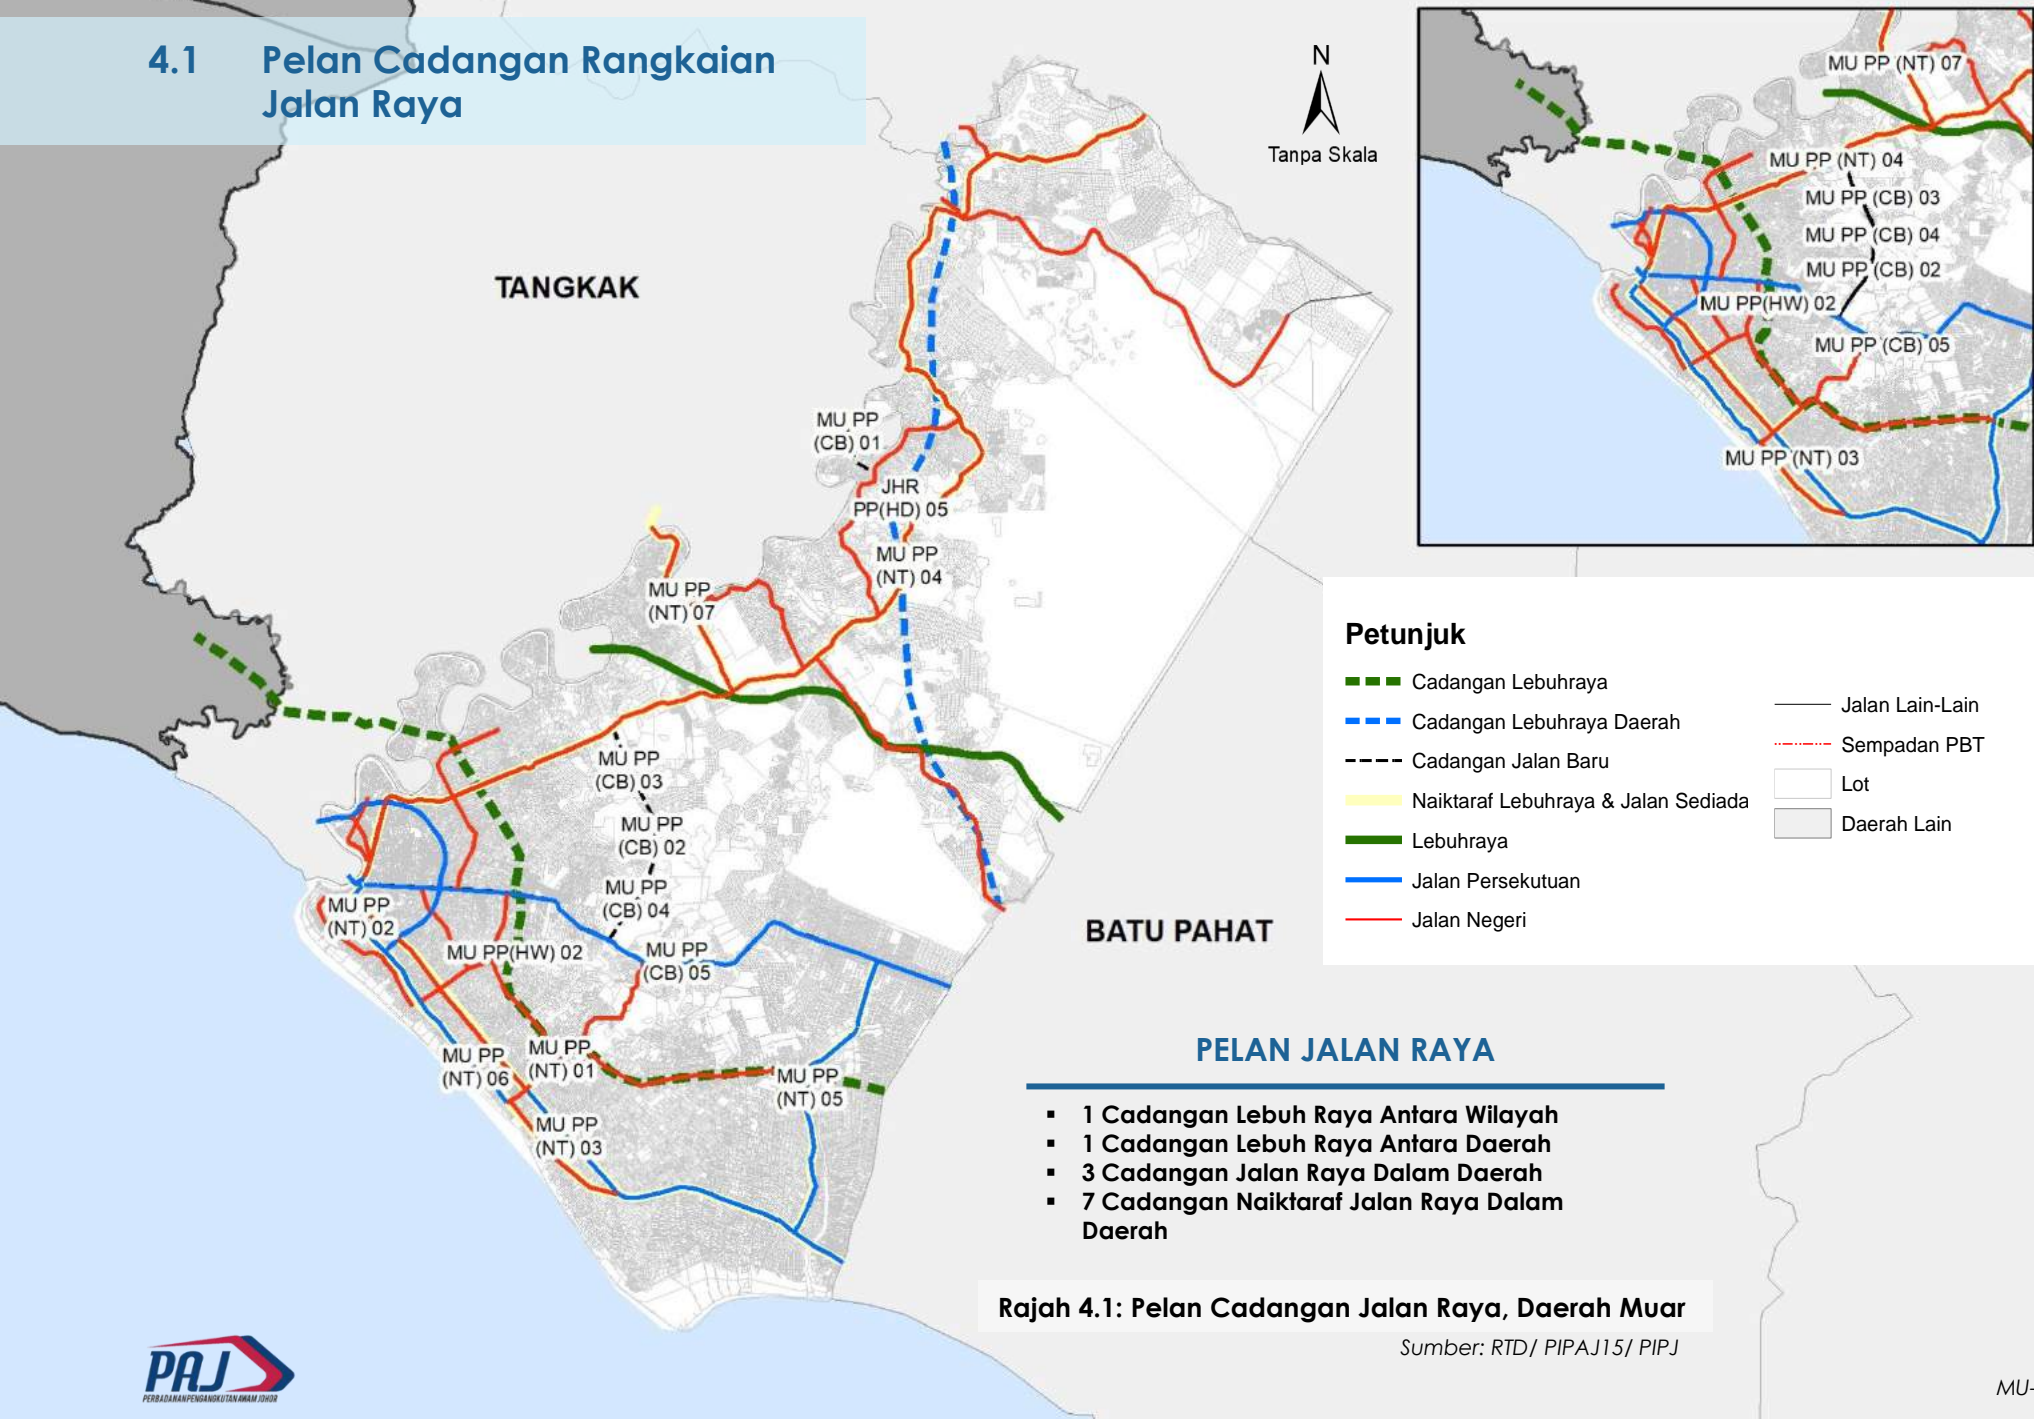 4.1 Pelan Cadangan Rangkaian
Jalan Raya
N
Tanpa Skala
TANGKAK
BATU PAHAT
MU PP
(CB) 01
JHR
PP(HD) 05
MU PP
(NT) 04
MU PP
(NT) 07
MU PP
(CB) 03
MU PP
(CB) 02
MU PP
(CB) 04
MU PP
(NT) 02
MU PP(HW) 02
MU PP
(CB) 05
MU PP
(NT) 06
MU PP
(NT) 01
MU PP
(NT) 05
MU PP
(NT) 03
MU PP (NT) 07
MU PP (NT) 04
MU PP (CB) 03
MU PP (CB) 04
MU PP (CB) 02
MU PP(HW) 02
MU PP (CB) 05
MU PP (NT) 03
Petunjuk
Cadangan Lebuhraya
Cadangan Lebuhraya Daerah
Cadangan Jalan Baru
Naiktaraf Lebuhraya & Jalan Sediada
Lebuhraya
Jalan Persekutuan
Jalan Negeri
Jalan Lain-Lain
Sempadan PBT
Lot
Daerah Lain
PELAN JALAN RAYA
▪ 1 Cadangan Lebuh Raya Antara Wilayah
▪ 1 Cadangan Lebuh Raya Antara Daerah
▪ 3 Cadangan Jalan Raya Dalam Daerah
▪ 7 Cadangan Naiktaraf Jalan Raya Dalam
Daerah
Rajah 4.1: Pelan Cadangan Jalan Raya, Daerah Muar
Sumber: RTD/ PIPAJ15/ PIPJ
PAJ
PERBADANAN PENGANGKUTAN AWAM JOHOR
MU-